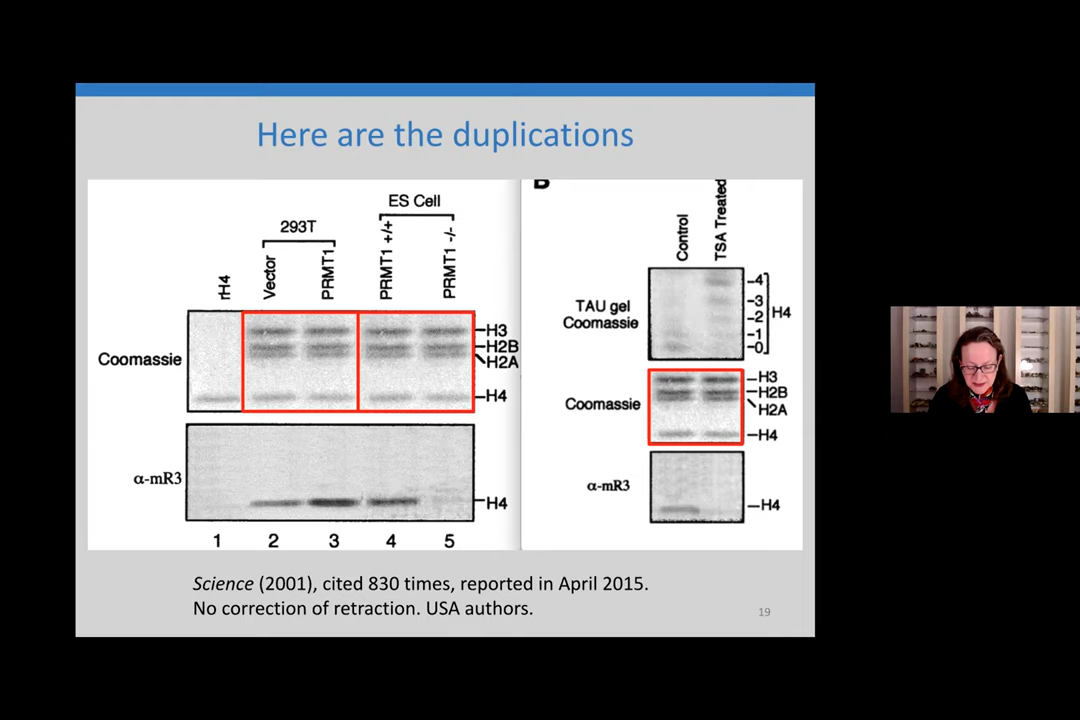 Here are the duplications
ES Cell
293T
rH4
Vector
PRMT1
PRMT1 +/+
PRMT1 -/-
Coomassie
H3
H2B
H2A
H4
α-mR3
H4
1 2 3 4 5
B
Control
TSA Treated
TAU gel
Coomassie
-4
-3
-2
-1
-0
H4
Coomassie
H3
H2B
H2A
H4
α-mR3
H4
Science (2001), cited 830 times, reported in April 2015.
No correction of retraction. USA authors.
19